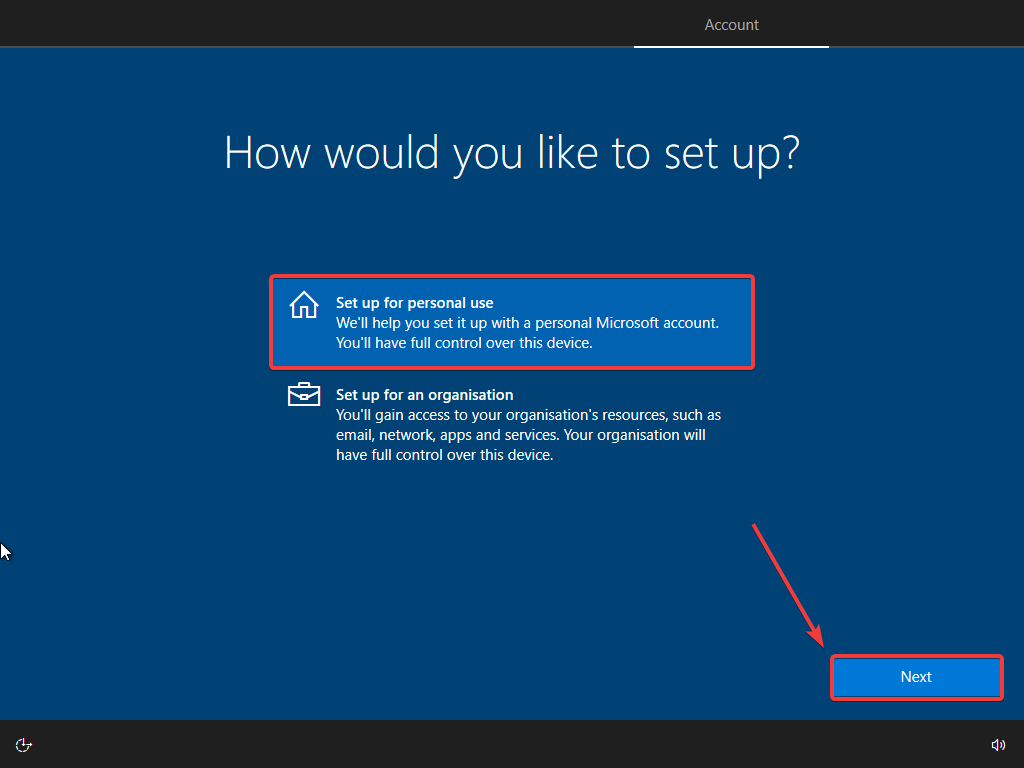 Account
How would you like to set up?
Set up for personal use
We'll help you set it up with a personal Microsoft account.
You'll have full control over this device.
Set up for an organisation
You'll gain access to your organisation's resources, such as
email, network, apps and services. Your organisation will
have full control over this device.
Next